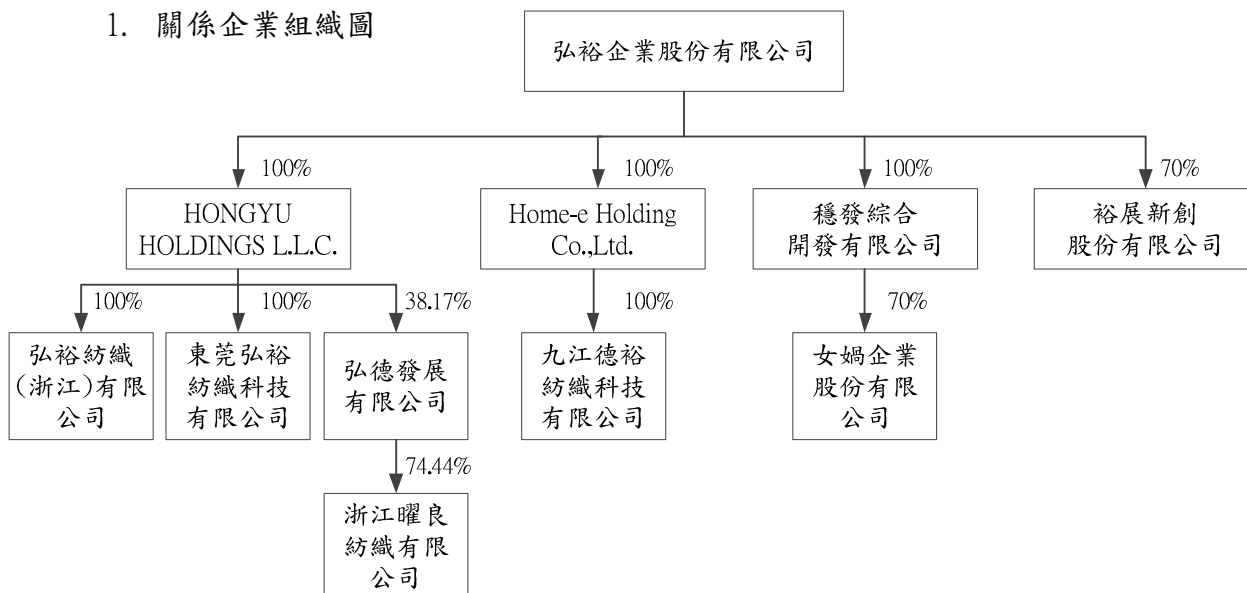 1. 關係企業組織圖
弘裕企業股份有限公司
100%
100%
100%
70%
HONGYU
HOLDINGS L.L.C.
Home-e Holding
Co.,Ltd.
穩發綜合
開發有限公司
裕展新創
股份有限公司
100%
100%
38.17%
100%
70%
弘裕紡織
(浙江)有限
公司
東莞弘裕
紡織科技
有限公司
弘德發展
有限公司
九江德裕
紡織科技
有限公司
女媧企業
股份有限
公司
74.44%
浙江曜良
紡織有限
公司